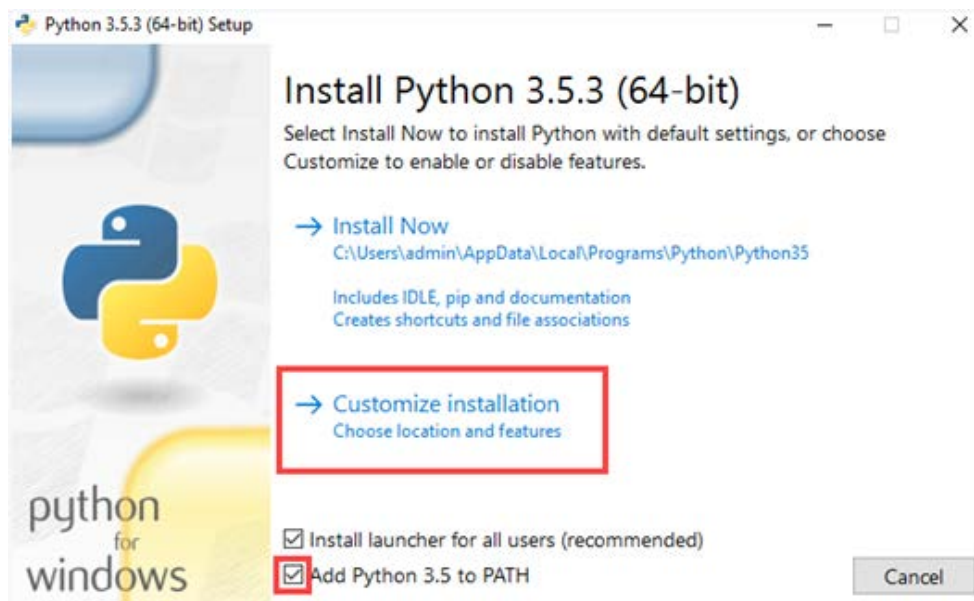 Python 3.5.3 (64-bit) Setup
Install Python 3.5.3 (64-bit)
Select Install Now to install Python with default settings, or choose
Customize to enable or disable features.
Install Now
C:\Users\admin\AppData\Local\Programs\Python\Python35
Includes IDLE, pip and documentation
Creates shortcuts and file associations
Customize installation
Choose location and features
python
for
windows
Install launcher for all users (recommended)
Add Python 3.5 to PATH
Cancel